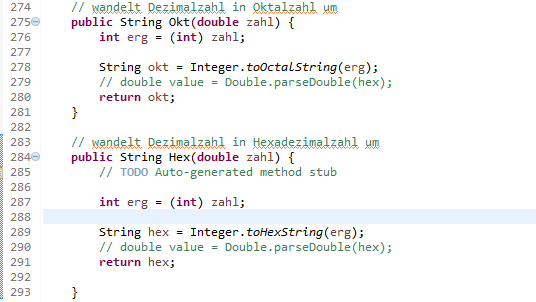 274 // wandelt Dezimalzahl in Oktalzahl um
275 public String Okt(double zahl) {
276 int erg = (int) zahl;
277
278 String okt = Integer.toOctalString(erg);
279 // double value = Double.parseDouble(hex);
280 return okt;
281 }
282
283 // wandelt Dezimalzahl in Hexadezimalzahl um
284 public String Hex(double zahl) {
285 // TODO Auto-generated method stub
286
287 int erg = (int) zahl;
288
289 String hex = Integer.toHexString(erg);
290 // double value = Double.parseDouble(hex);
291 return hex;
292
293 }